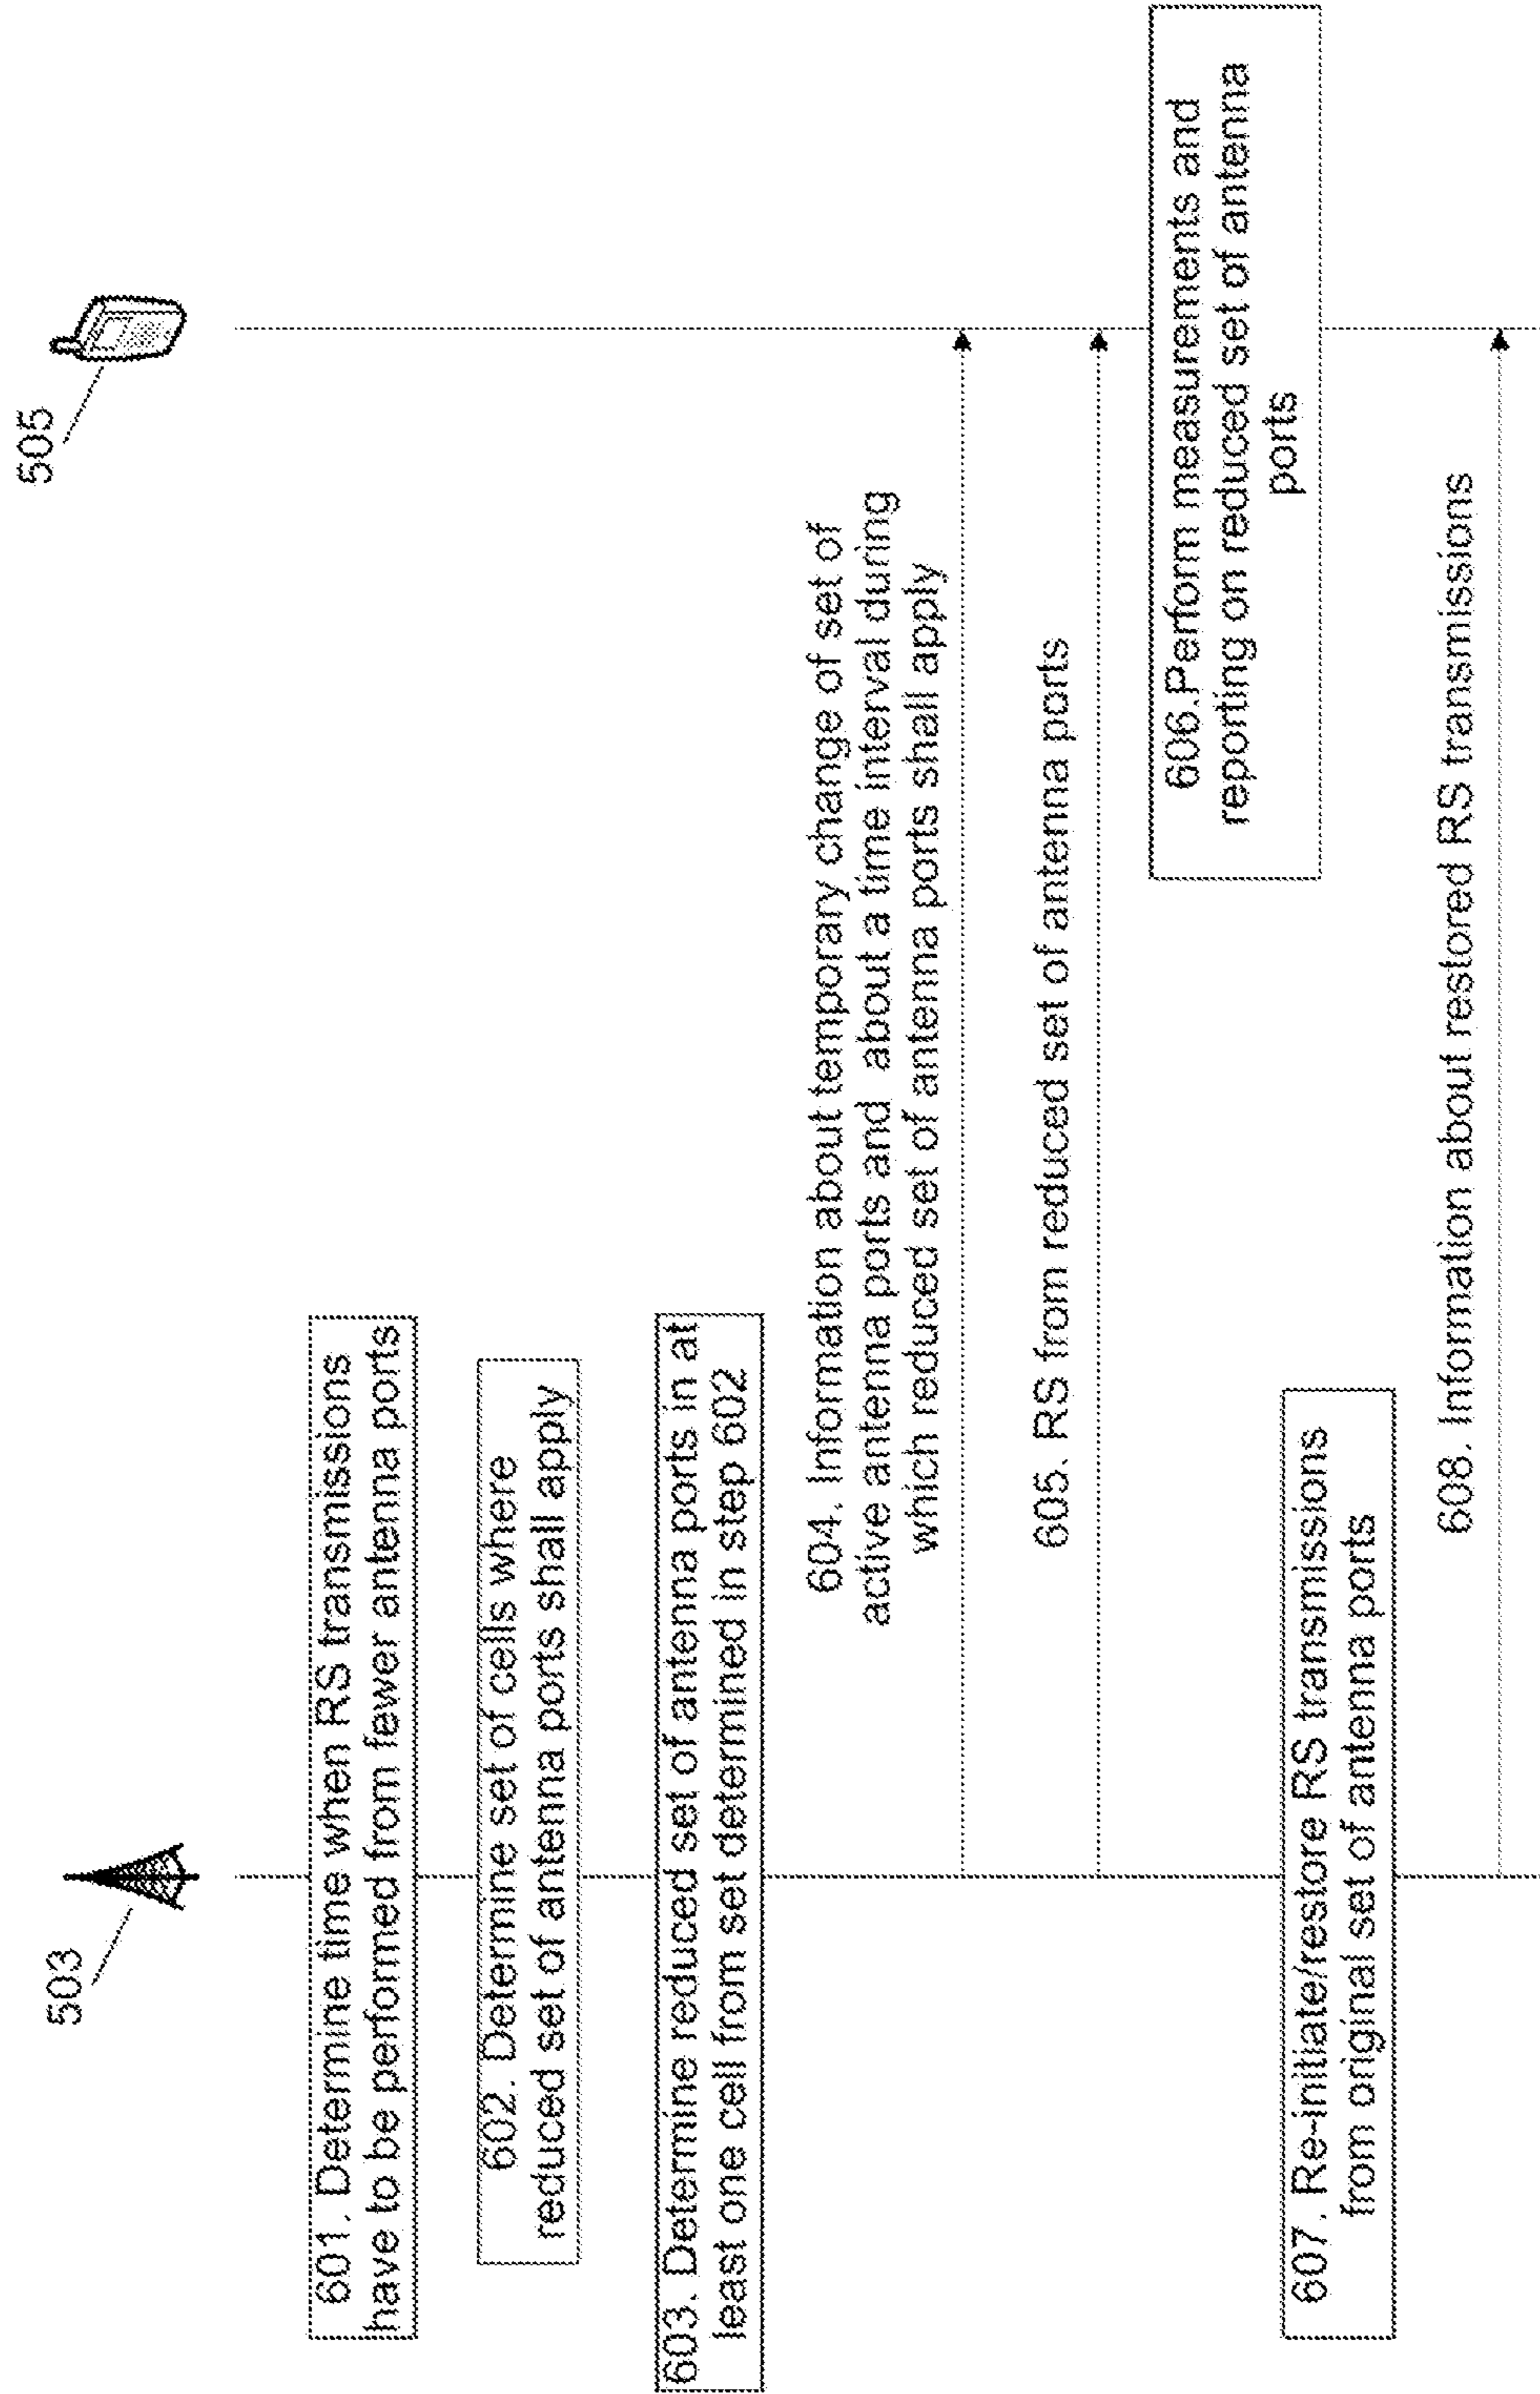 503
505
601. Determine time when RS transmissions
have to be performed from fewer antenna ports
602. Determine set of cells where
reduced set of antenna ports shall apply
603. Determine reduced set of antenna ports in at
least one cell from set determined in step 602
604. Information about temporary change of set of
active antenna ports and about a time interval during
which reduced set of antenna ports shall apply
605. RS from reduced set of antenna ports
606.Perform measurements and
reporting on reduced set of antenna
ports
607. Re-initiate/restore RS transmissions
from original set of antenna ports
608. Information about restored RS transmissions